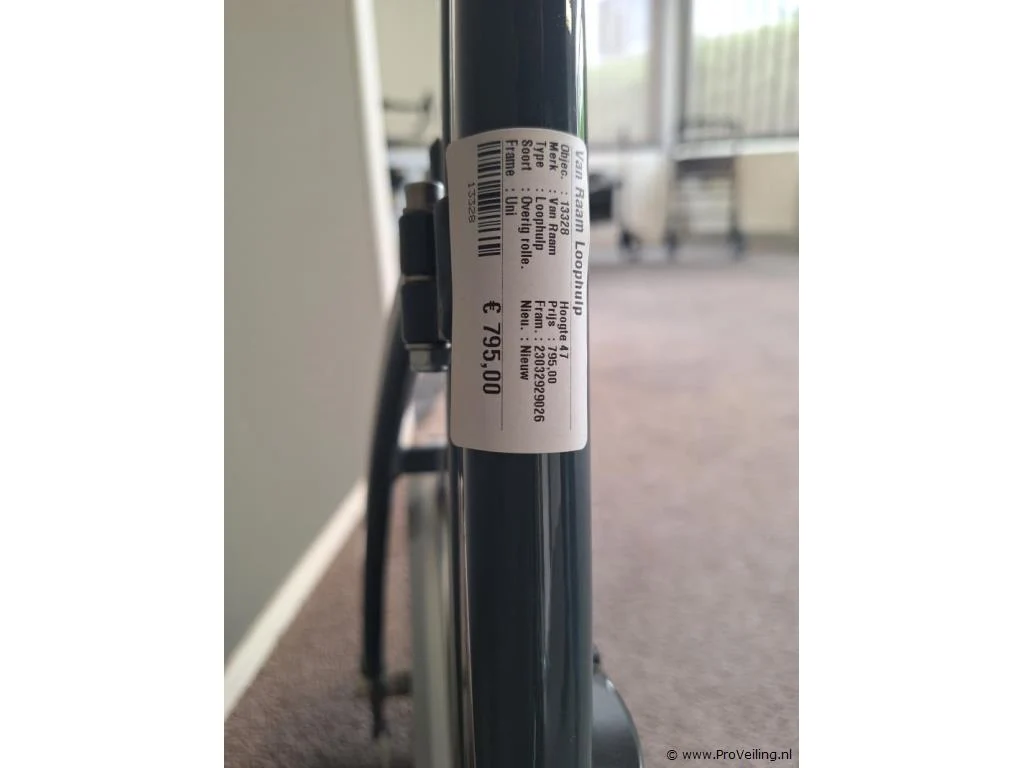 Van Raam Loophulp
Objec. : 13328
Merk : Van Raam
Type : Loophulp
Soort : Overig rolle.
Frame : Uni
Hoogte 47
Prijs : 795,00
Fram. : 23032929026
Nieu. : Nieuw
€ 795,00
13328
© www.ProVeiling.nl